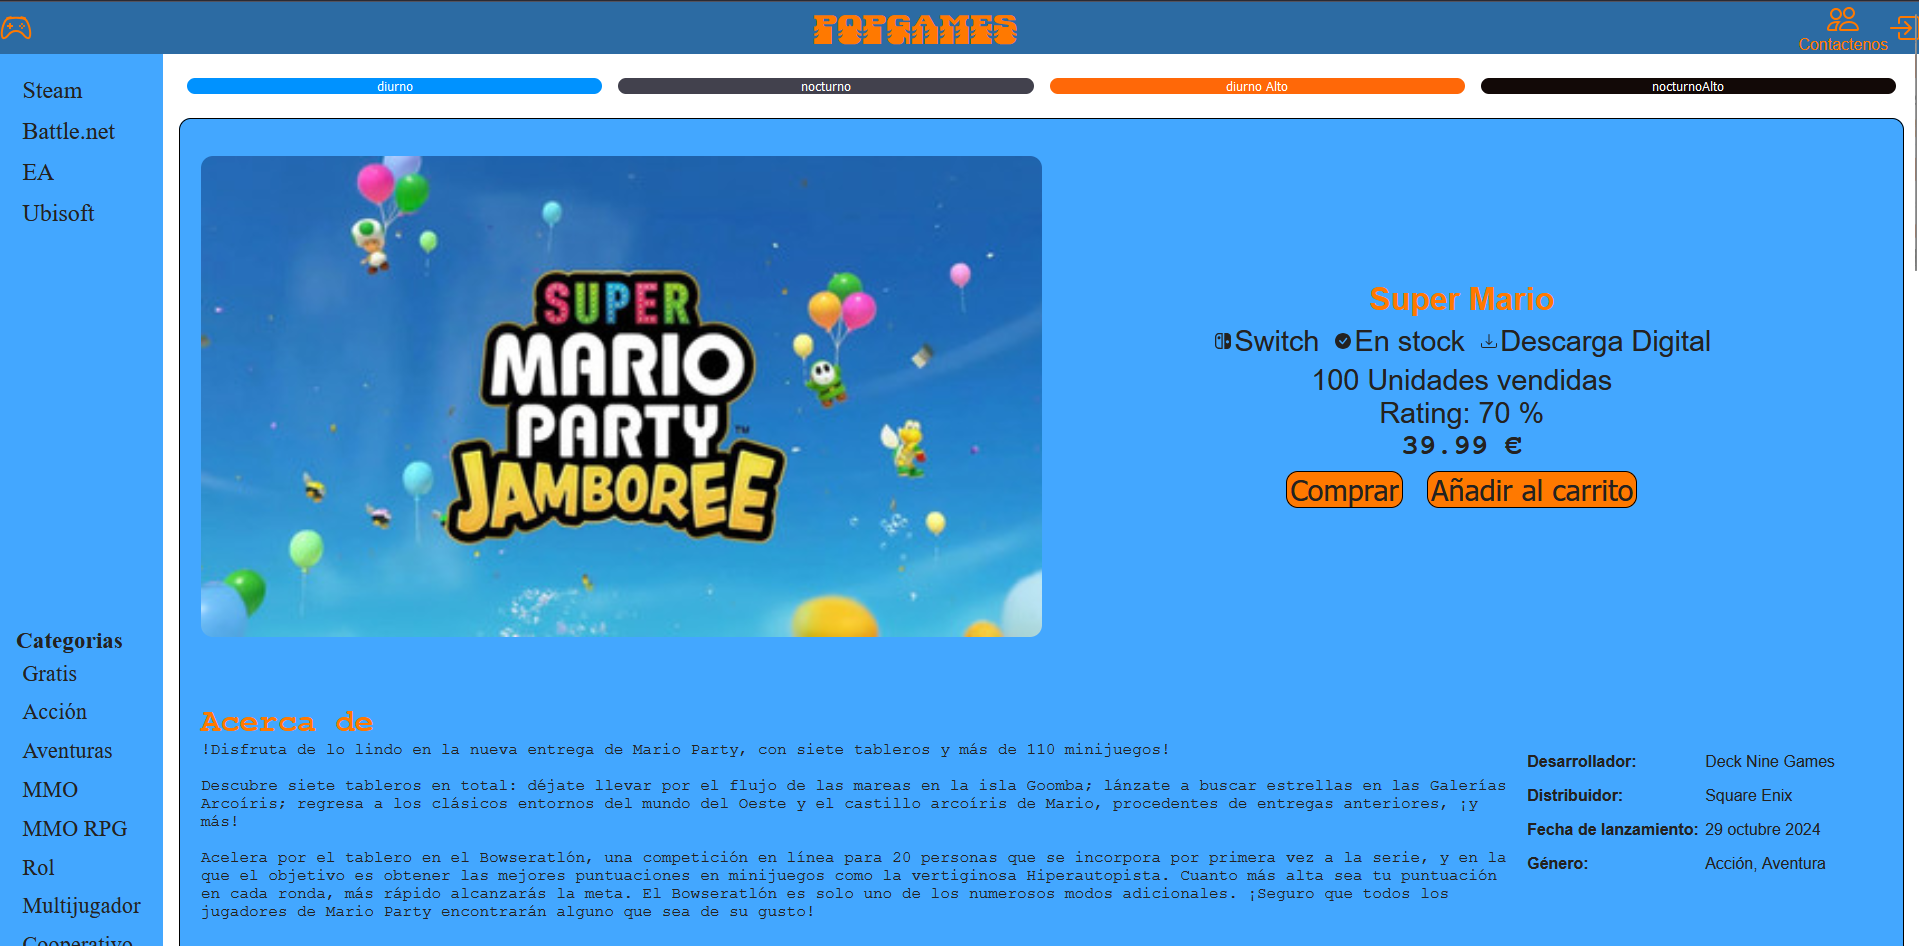 POPGAMES
Contactenos
Steam
Battle.net
EA
Ubisoft
Categorias
Gratis
Acción
Aventuras
MMO
MMO RPG
Rol
Multijugador
Cooperativo
diurno
nocturno
diurno Alto
nocturnoAlto
SUPER
MARIO
PARTY™
JAMBOREE
Super Mario
Switch En stock Descarga Digital
100 Unidades vendidas
Rating: 70 %
39.99 €
Comprar Añadir al carrito
Acerca de
!Disfruta de lo lindo en la nueva entrega de Mario Party, con siete tableros y más de 110 minijuegos!
Descubre siete tableros en total: déjate llevar por el flujo de las mareas en la isla Goomba; lánzate a buscar estrellas en las Galerías
Arcoíris; regresa a los clásicos entornos del mundo del Oeste y el castillo arcoíris de Mario, procedentes de entregas anteriores, ¡y
más!
Acelera por el tablero en el Bowseratlón, una competición en línea para 20 personas que se incorpora por primera vez a la serie, y en la
que el objetivo es obtener las mejores puntuaciones en minijuegos como la vertiginosa Hiperautopista. Cuanto más alta sea tu puntuación
en cada ronda, más rápido alcanzarás la meta. El Bowseratlón es solo uno de los numerosos modos adicionales. ¡Seguro que todos los
jugadores de Mario Party encontrarán alguno que sea de su gusto!
Desarrollador: Deck Nine Games
Distribuidor: Square Enix
Fecha de lanzamiento: 29 octubre 2024
Género: Acción, Aventura